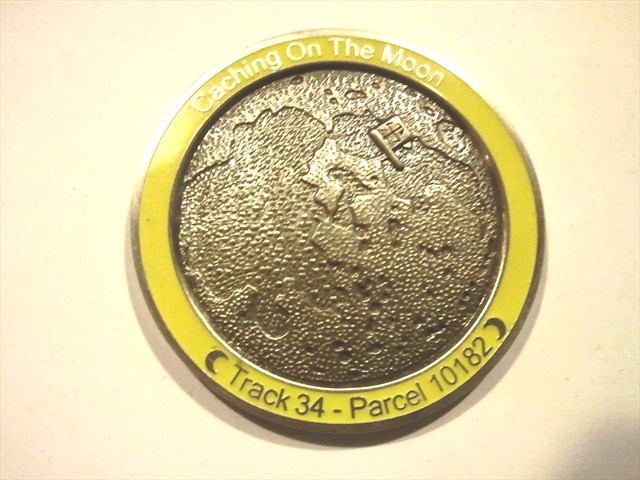 Caching On The Moon
Track 34 - Parcel 10182